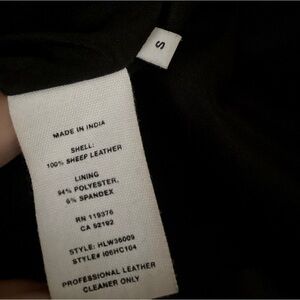 S
MADE IN INDIA
SHELL:
100% SHEEP LEATHER
LINING
94% POLYESTER,
6% SPANDEX
RN 119376
CA 52192
STYLE: HLW36009
STYLE# I06HC104
PROFESSIONAL LEATHER
CLEANER ONLY